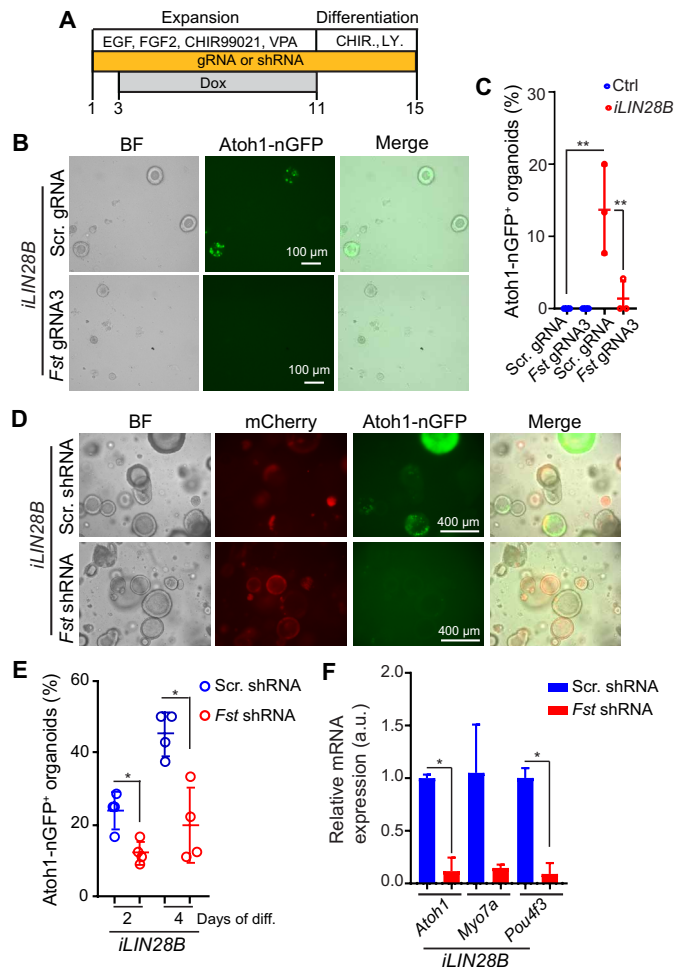 A
Expansion
Differentiation
EGF, FGF2, CHIR99021, VPA
CHIR., LY.
gRNA or shRNA
Dox
1
3
11
15
B
BF
Atoh1-nGFP
Merge
iLIN28B
Scr. gRNA
100 µm
Fst gRNA3
100 µm
C
Ctrl
iLIN28B
Atoh1-nGFP+ organoids (%)
30
20
10
0
**
**
Scr. gRNA
Fst gRNA3
Scr. gRNA
Fst gRNA3
D
BF
mCherry
Atoh1-nGFP
Merge
iLIN28B
Scr. shRNA
400 µm
Fst shRNA
400 µm
E
Atoh1-nGFP+ organoids (%)
60
40
20
0
*
*
Scr. shRNA
Fst shRNA
2
4
Days of diff.
iLIN28B
F
Relative mRNA
expression (a.u.)
2.0
1.5
1.0
0.5
0.0
*
*
Scr. shRNA
Fst shRNA
Atoh1
Myo7a
Pou4f3
iLIN28B